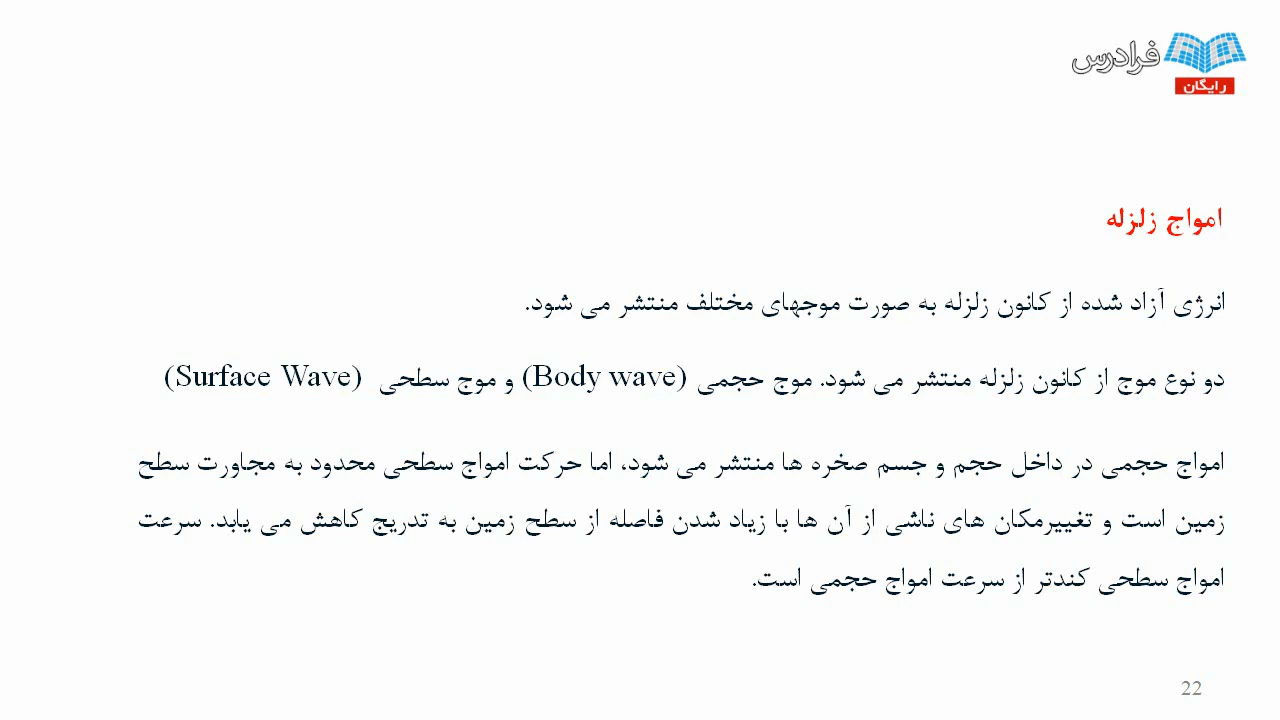 فرادرس
رایگان
امواج زلزله
انرژی آزاد شده از کانون زلزله به صورت موجهای مختلف منتشر می شود.
دو نوع موج از کانون زلزله منتشر می شود. موج حجمی (Body wave) و موج سطحی (Surface Wave)
امواج حجمی در داخل حجم و جسم صخره ها منتشر می شود، اما حرکت امواج سطحی محدود به مجاورت سطح
زمین است و تغییرمکان های ناشی از آن ها با زیاد شدن فاصله از سطح زمین به تدریج کاهش می یابد. سرعت
امواج سطحی کندتر از سرعت امواج حجمی است.
22